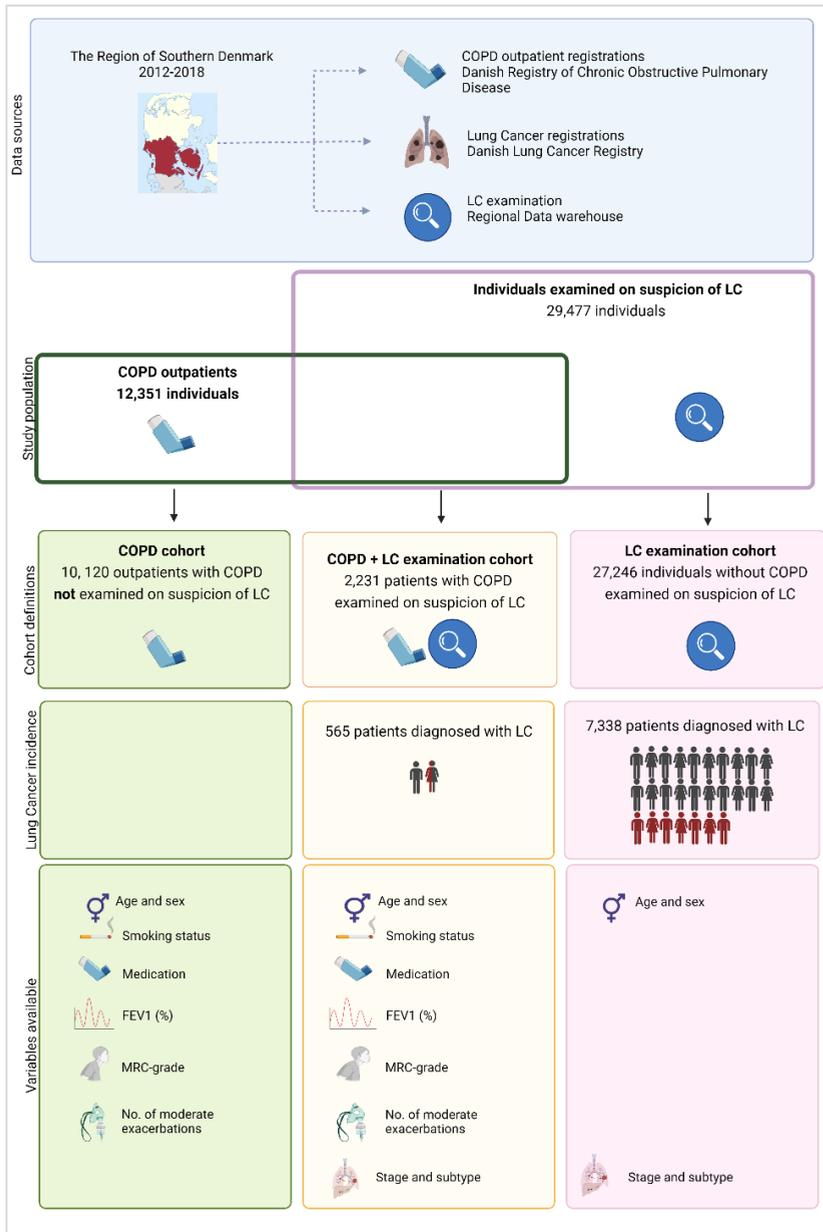 Data sources
The Region of Southern Denmark
2012-2018
COPD outpatient registrations
Danish Registry of Chronic Obstructive Pulmonary
Disease
Lung Cancer registrations
Danish Lung Cancer Registry
LC examination
Regional Data warehouse
Study population
Individuals examined on suspicion of LC
29,477 individuals
COPD outpatients
12,351 individuals
Cohort definitions
COPD cohort
10, 120 outpatients with COPD
not examined on suspicion of LC
COPD + LC examination cohort
2,231 patients with COPD
examined on suspicion of LC
LC examination cohort
27,246 individuals without COPD
examined on suspicion of LC
Lung Cancer incidence
565 patients diagnosed with LC
7,338 patients diagnosed with LC
Variables available
Age and sex
Smoking status
Medication
FEV1 (%)
MRC-grade
No. of moderate
exacerbations
Age and sex
Smoking status
Medication
FEV1 (%)
MRC-grade
No. of moderate
exacerbations
Stage and subtype
Age and sex
Stage and subtype